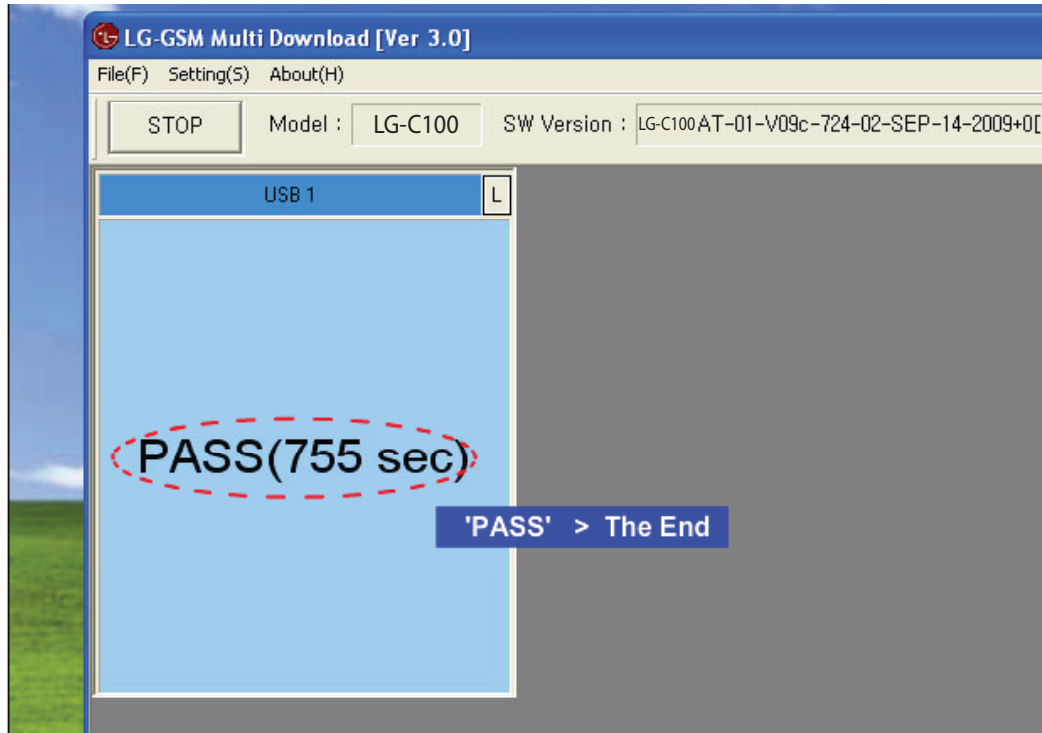 LG-GSM Multi Download [Ver 3.0]
File(F) Setting(S) About(H)
STOP Model : LG-C100 SW Version : LG-C100AT-01-V09c-724-02-SEP-14-2009+0[
USB 1 L
PASS(755 sec)
'PASS' > The End